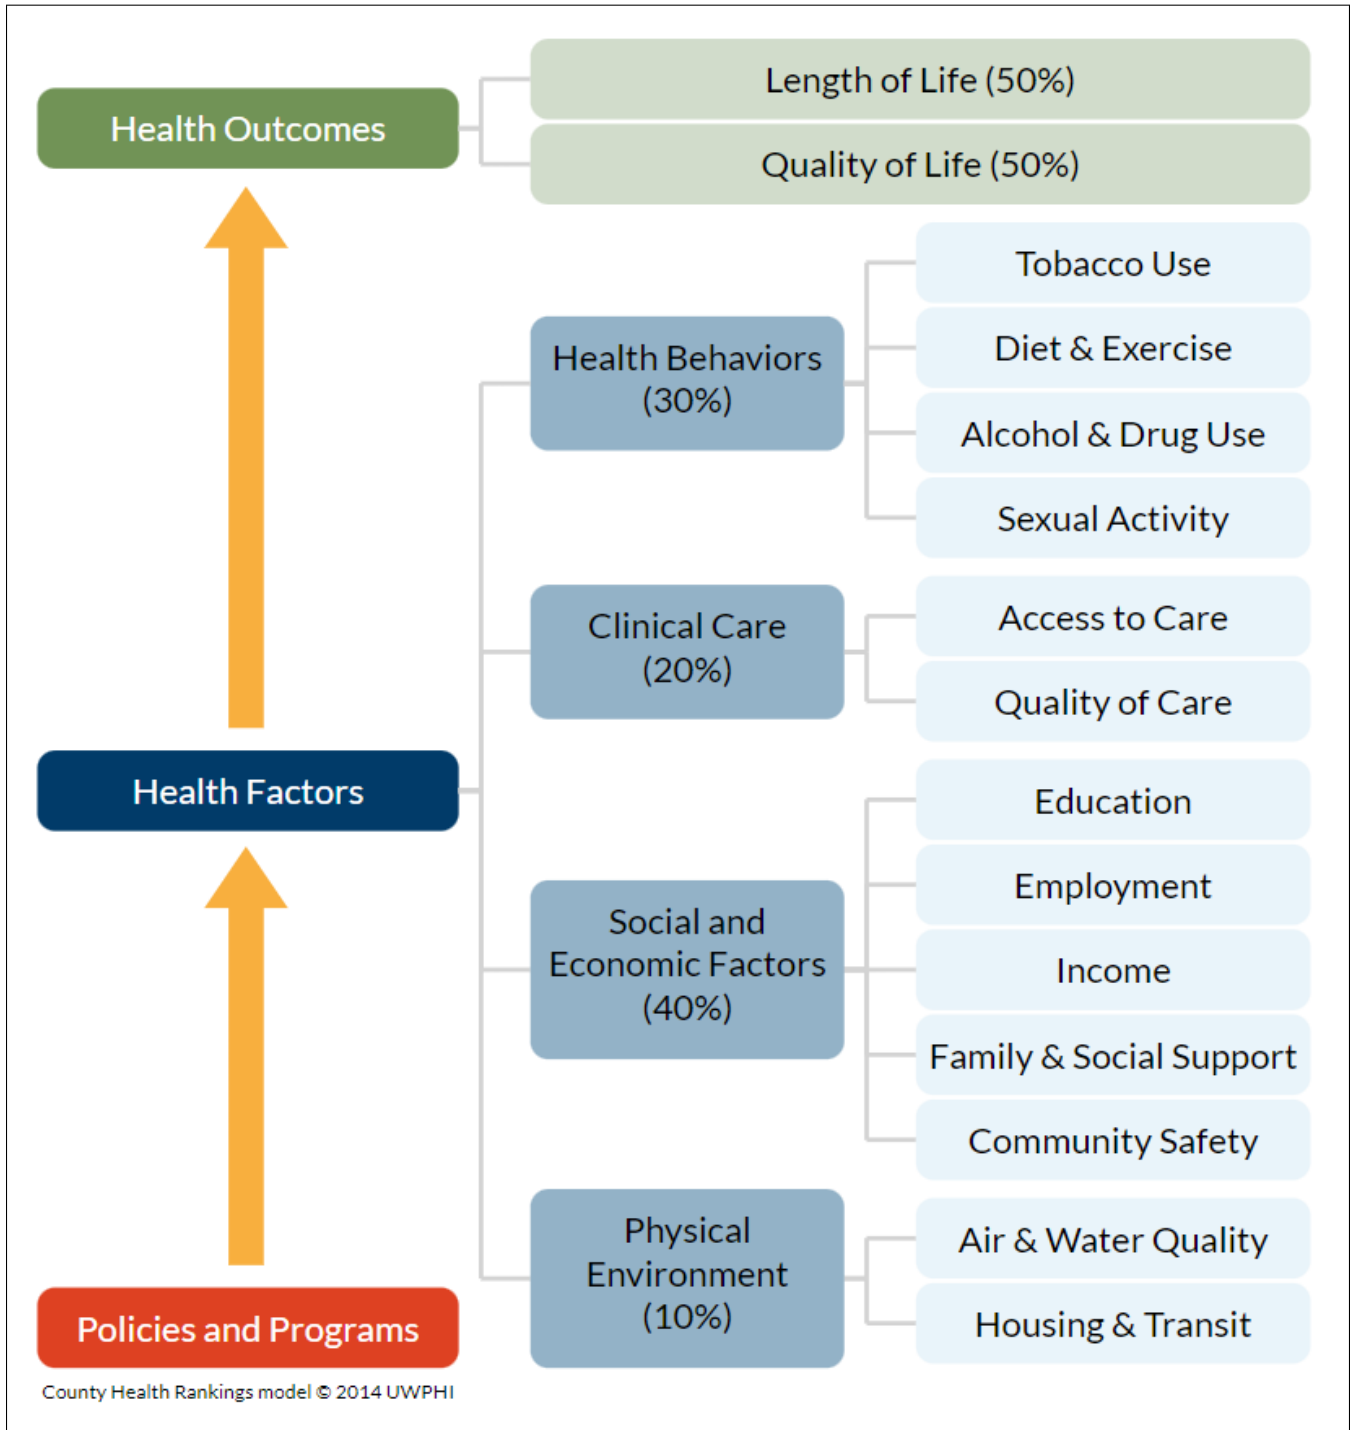 Health Outcomes
Length of Life (50%)
Quality of Life (50%)
Health Factors
Health Behaviors
(30%)
Tobacco Use
Diet & Exercise
Alcohol & Drug Use
Sexual Activity
Clinical Care
(20%)
Access to Care
Quality of Care
Social and
Economic Factors
(40%)
Education
Employment
Income
Family & Social Support
Community Safety
Physical
Environment
(10%)
Air & Water Quality
Housing & Transit
Policies and Programs
County Health Rankings model © 2014 UWPHI